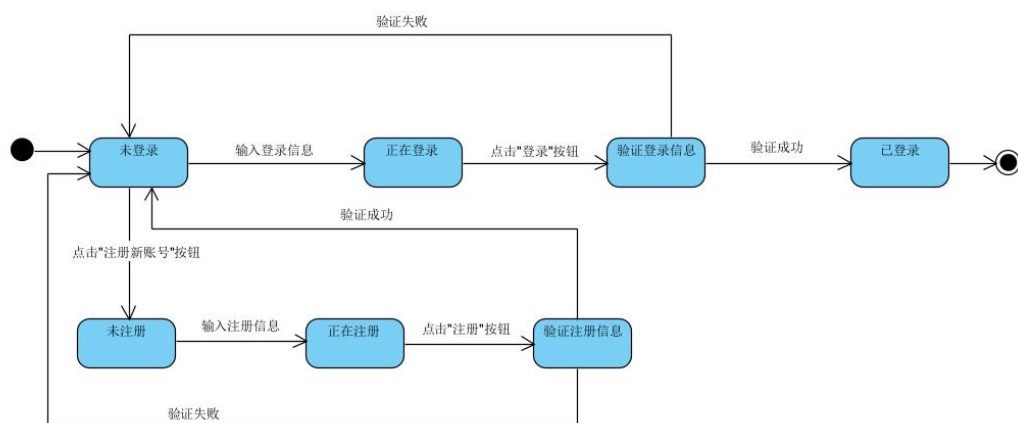 验证失败
未登录
输入登录信息
正在登录
点击"登录"按钮
验证登录信息
验证成功
已登录
验证成功
点击"注册新账号"按钮
未注册
输入注册信息
正在注册
点击"注册"按钮
验证注册信息
验证失败